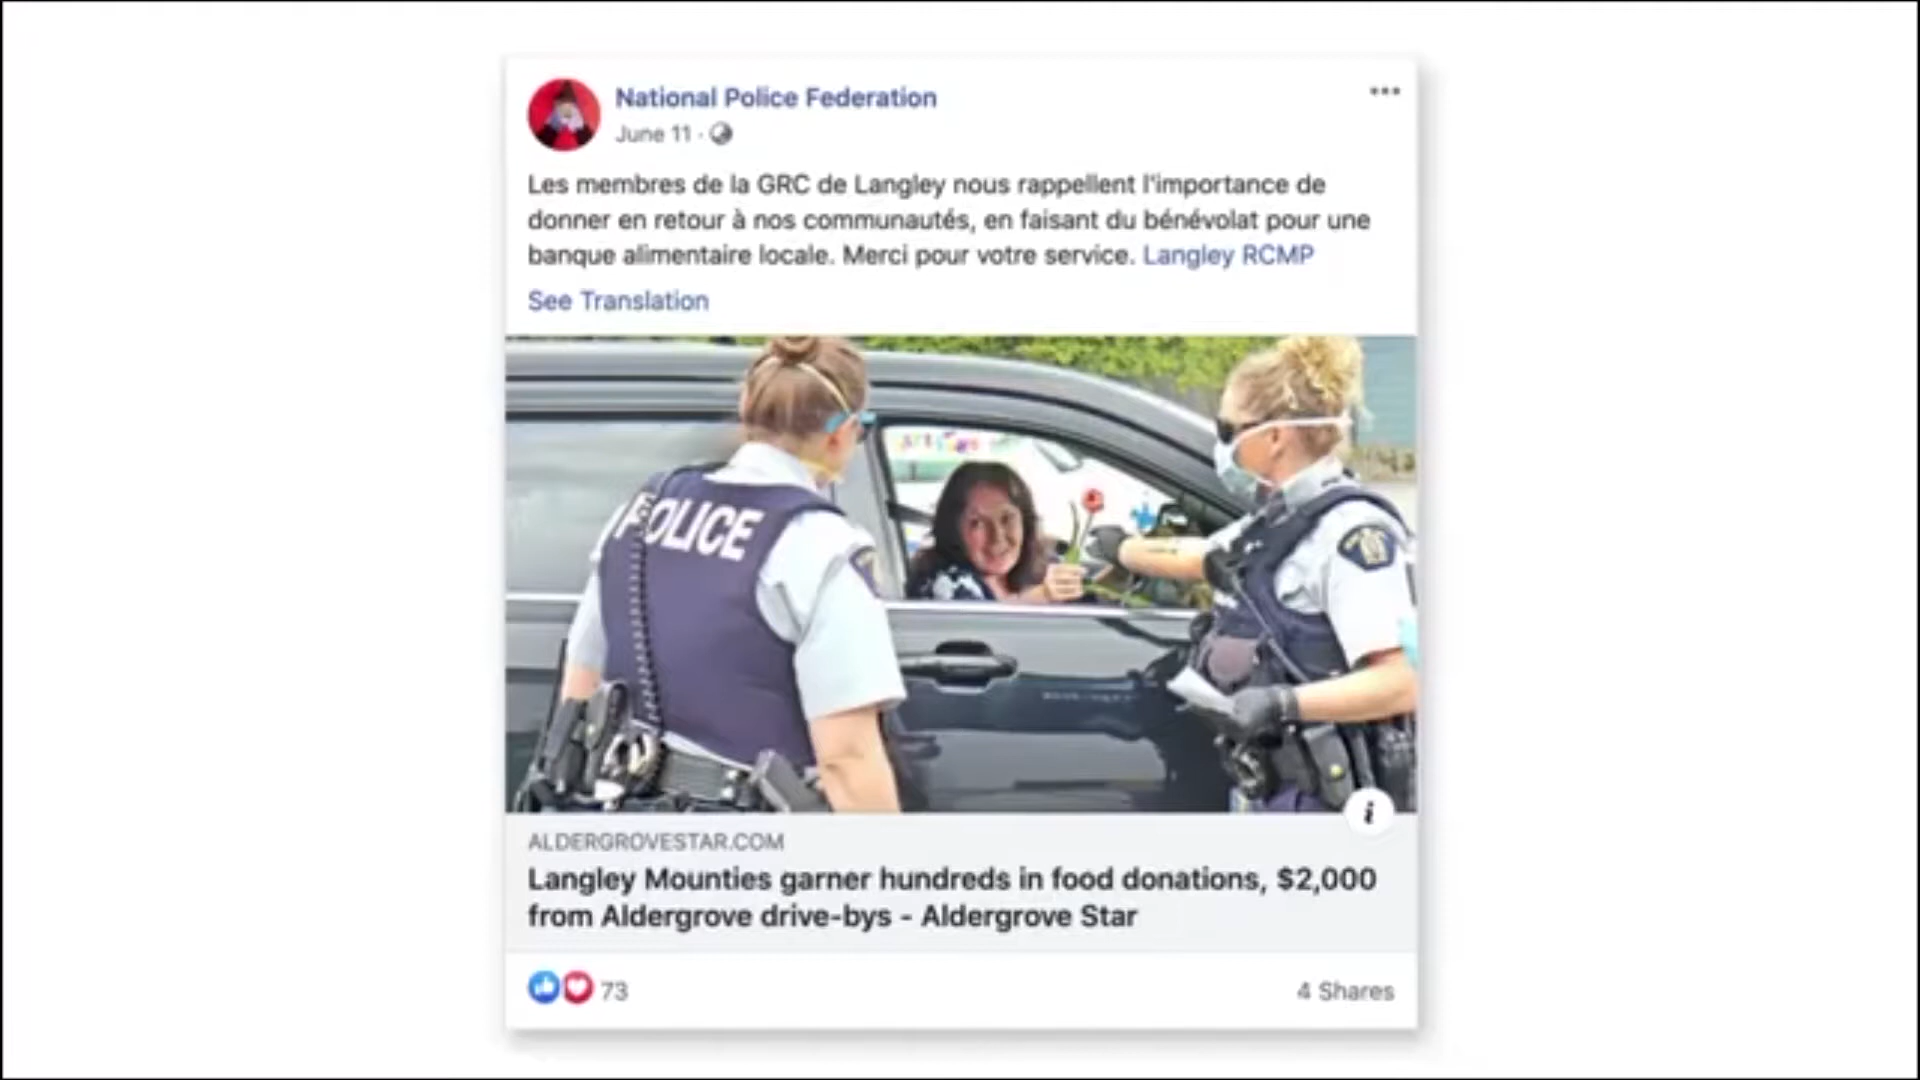 National Police Federation
June 11 ·
Les membres de la GRC de Langley nous rappellent l'importance de
donner en retour à nos communautés, en faisant du bénévolat pour une
banque alimentaire locale. Merci pour votre service. Langley RCMP
See Translation
POLICE
ALDERGROVESTAR.COM
Langley Mounties garner hundreds in food donations, $2,000
from Aldergrove drive-bys - Aldergrove Star
73
4 Shares